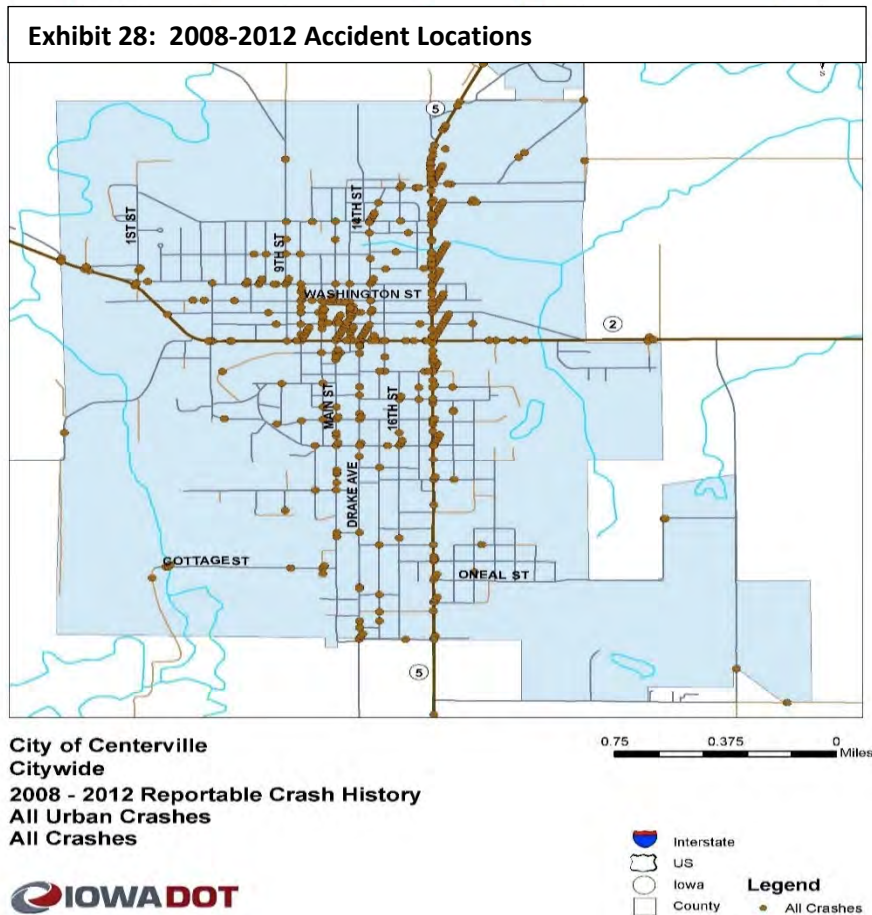 Exhibit 28: 2008-2012 Accident Locations
S
5
1ST ST
9TH ST
14TH ST
WASHINGTON ST
2
MAIN ST
16TH ST
DRAKE AVE
COTTAGE ST
ONEAL ST
5
City of Centerville
Citywide
2008 - 2012 Reportable Crash History
All Urban Crashes
All Crashes
0.75 0.375 0
Miles
Interstate
US
Iowa
County
Legend
All Crashes
IOWADOT